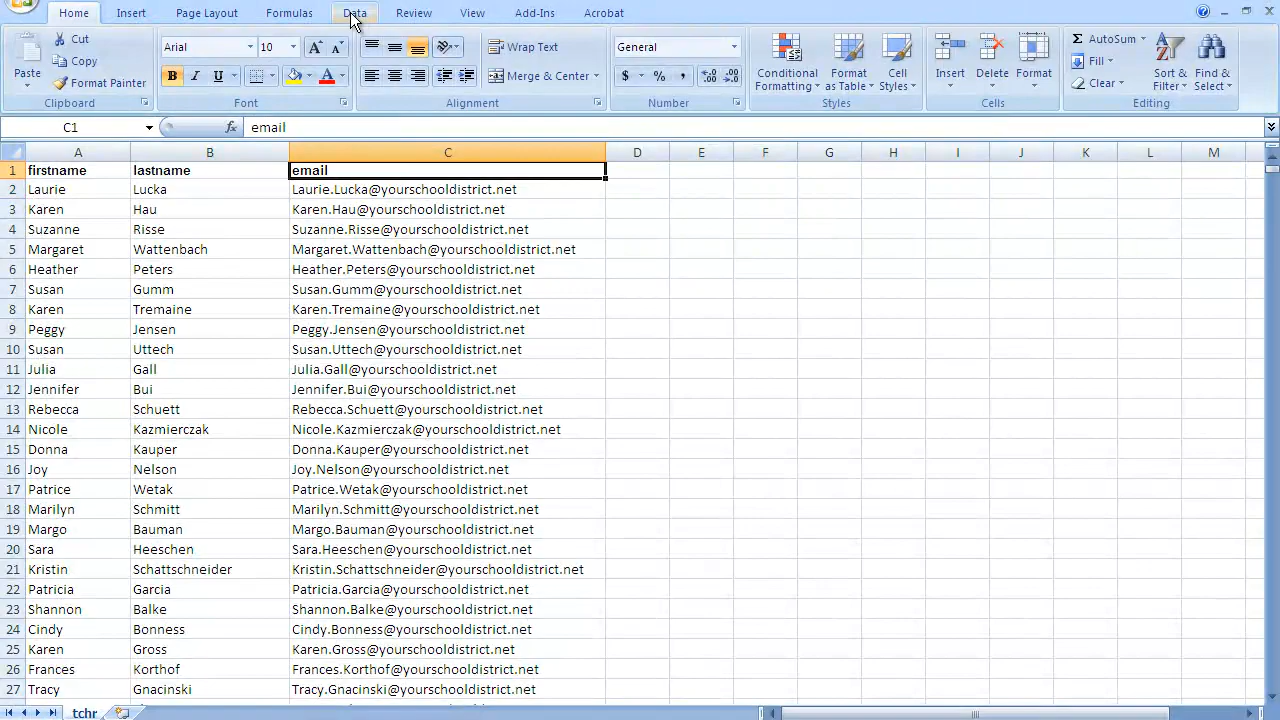 Home Insert Page Layout Formulas Data Review View Add-Ins Acrobat
Paste Cut Copy Format Painter Clipboard
Arial 10 A A B I U A Font
Wrap Text Merge & Center Alignment
General $ % , Number
Conditional Formatting Format as Table Cell Styles Styles
Insert Delete Format Cells
Σ AutoSum Fill Clear Sort & Filter Find & Select Editing
C1 fx email
A B C D E F G H I J K L M
1 firstname lastname email
2 Laurie Lucka Laurie.Lucka@yourschooldistrict.net
3 Karen Hau Karen.Hau@yourschooldistrict.net
4 Suzanne Risse Suzanne.Risse@yourschooldistrict.net
5 Margaret Wattenbach Margaret.Wattenbach@yourschooldistrict.net
6 Heather Peters Heather.Peters@yourschooldistrict.net
7 Susan Gumm Susan.Gumm@yourschooldistrict.net
8 Karen Tremaine Karen.Tremaine@yourschooldistrict.net
9 Peggy Jensen Peggy.Jensen@yourschooldistrict.net
10 Susan Uttech Susan.Uttech@yourschooldistrict.net
11 Julia Gall Julia.Gall@yourschooldistrict.net
12 Jennifer Bui Jennifer.Bui@yourschooldistrict.net
13 Rebecca Schuett Rebecca.Schuett@yourschooldistrict.net
14 Nicole Kazmierczak Nicole.Kazmierczak@yourschooldistrict.net
15 Donna Kauper Donna.Kauper@yourschooldistrict.net
16 Joy Nelson Joy.Nelson@yourschooldistrict.net
17 Patrice Wetak Patrice.Wetak@yourschooldistrict.net
18 Marilyn Schmitt Marilyn.Schmitt@yourschooldistrict.net
19 Margo Bauman Margo.Bauman@yourschooldistrict.net
20 Sara Heeschen Sara.Heeschen@yourschooldistrict.net
21 Kristin Schattschneider Kristin.Schattschneider@yourschooldistrict.net
22 Patricia Garcia Patricia.Garcia@yourschooldistrict.net
23 Shannon Balke Shannon.Balke@yourschooldistrict.net
24 Cindy Bonness Cindy.Bonness@yourschooldistrict.net
25 Karen Gross Karen.Gross@yourschooldistrict.net
26 Frances Korthof Frances.Korthof@yourschooldistrict.net
27 Tracy Gnacinski Tracy.Gnacinski@yourschooldistrict.net
tchr